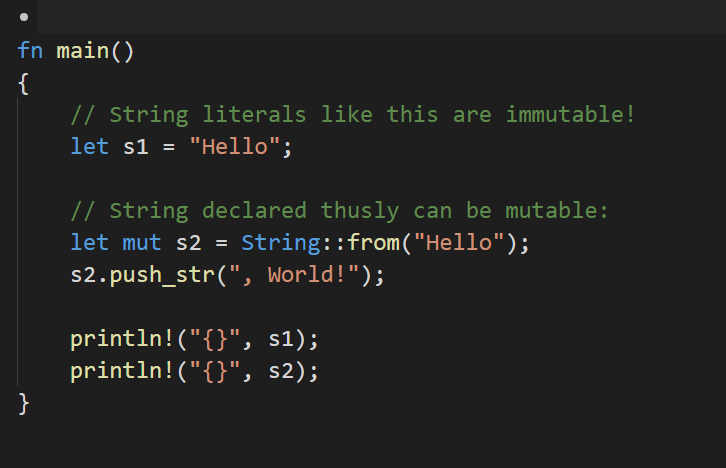 fn main()
{
    // String literals like this are immutable!
    let s1 = "Hello";

    // String declared thusly can be mutable:
    let mut s2 = String::from("Hello");
    s2.push_str(", World!");

    println!("{}", s1);
    println!("{}", s2);
}